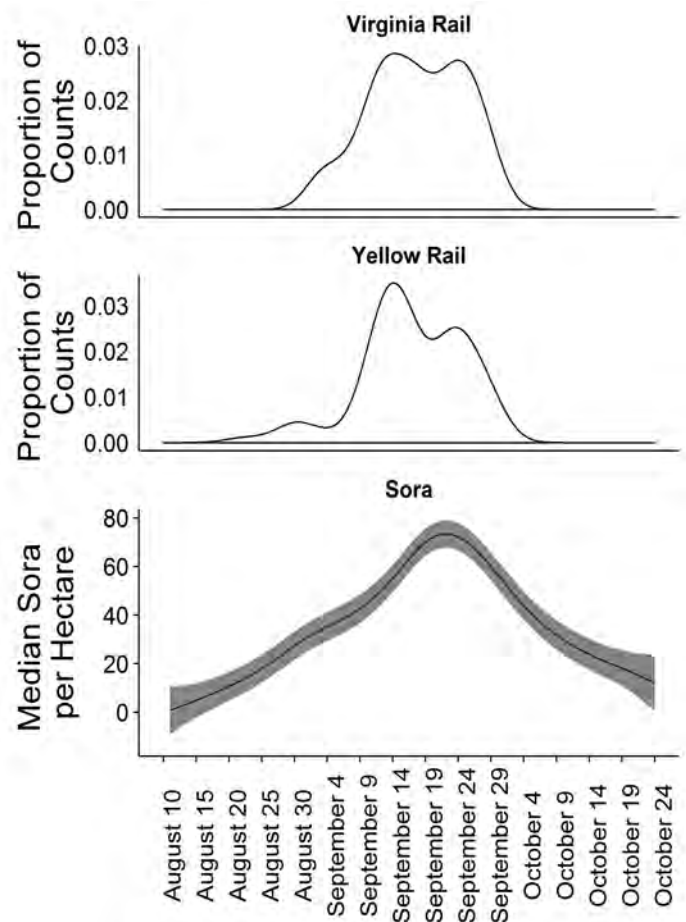 Virginia Rail
Proportion of
Counts
0.03
0.02
0.01
0.00
Yellow Rail
Proportion of
Counts
0.03
0.02
0.01
0.00
Sora
Median Sora
per Hectare
80
60
40
20
0
August 10
August 15
August 20
August 25
August 30
September 4
September 9
September 14
September 19
September 24
September 29
October 4
October 9
October 14
October 19
October 24